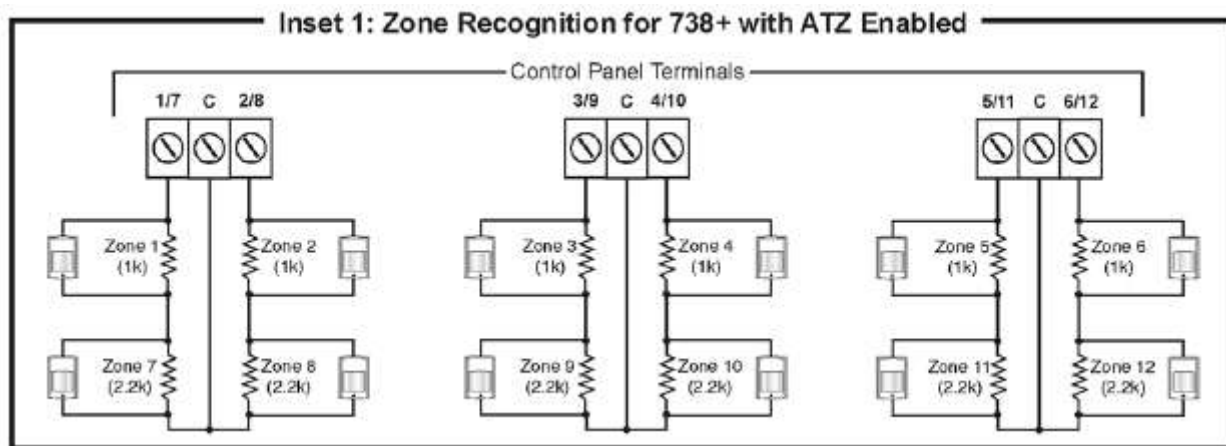 Inset 1: Zone Recognition for 738+ with ATZ Enabled
Control Panel Terminals
1/7 C 2/8
3/9 C 4/10
5/11 C 6/12
Zone 1
(1k)
Zone 2
(1k)
Zone 3
(1k)
Zone 4
(1k)
Zone 5
(1k)
Zone 6
(1k)
Zone 7
(2.2k)
Zone 8
(2.2k)
Zone 9
(2.2k)
Zone 10
(2.2k)
Zone 11
(2.2k)
Zone 12
(2.2k)